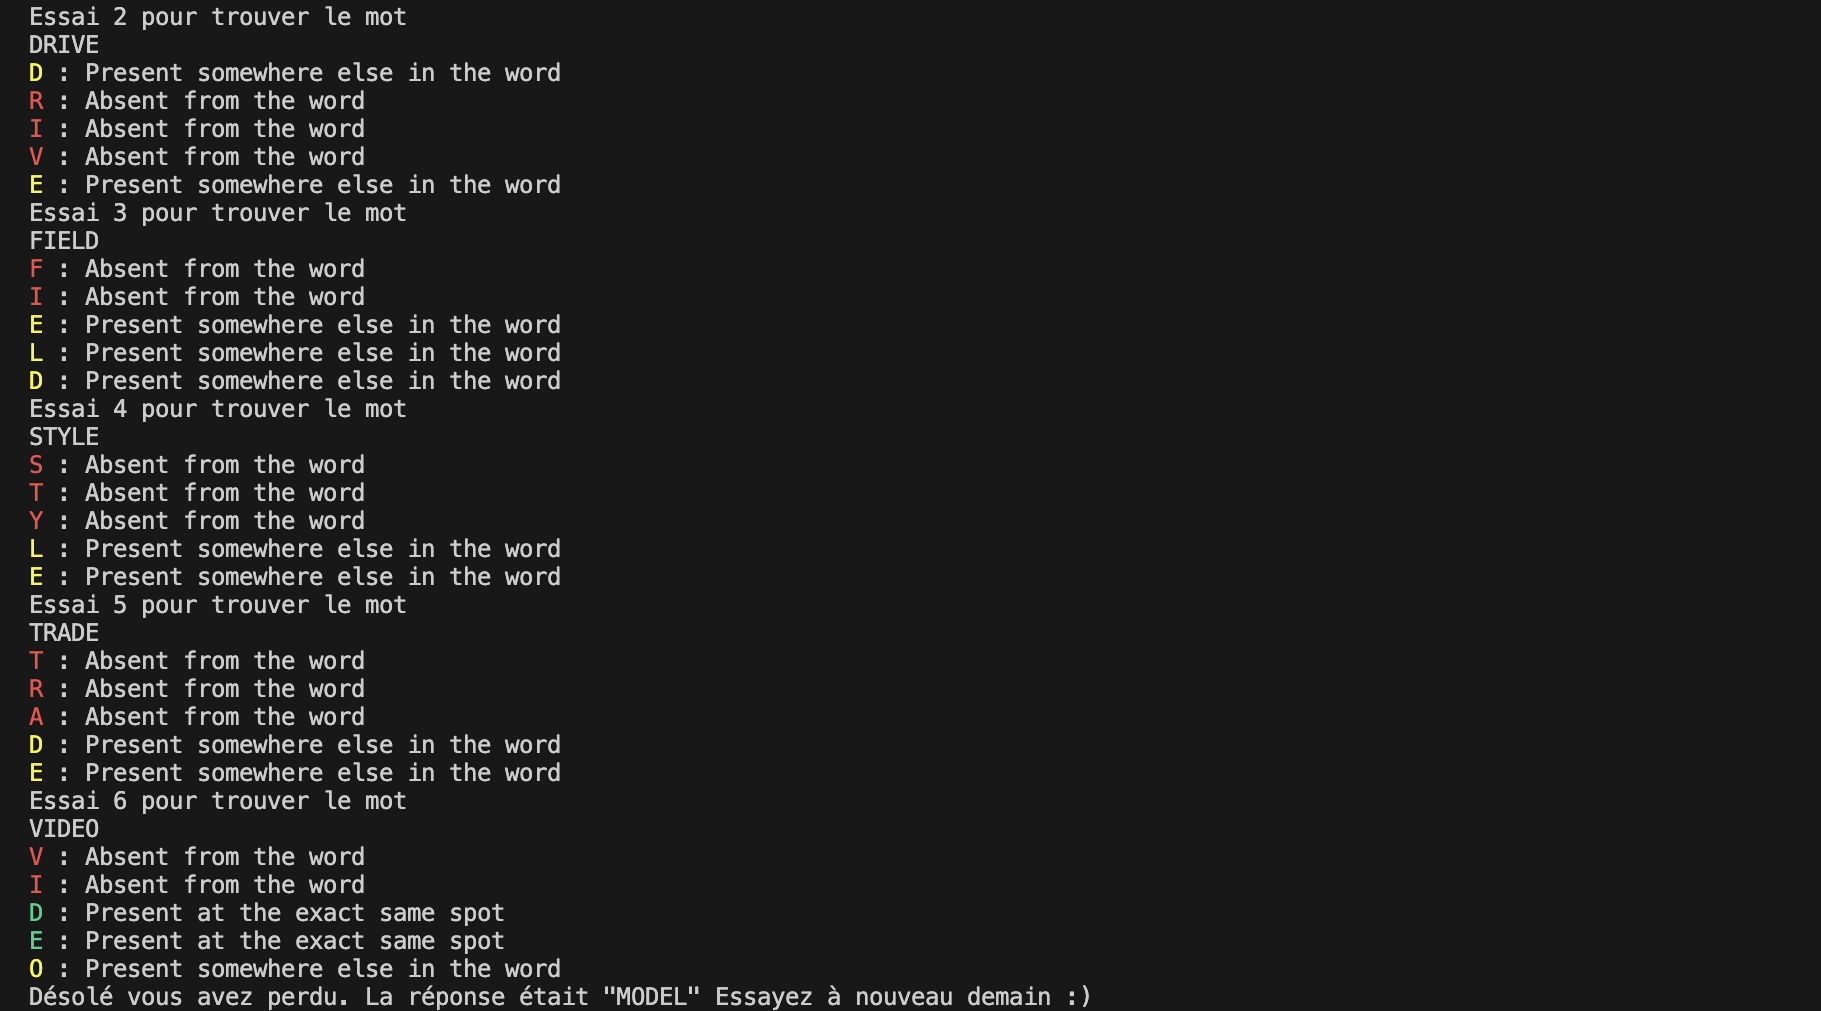 Essai 2 pour trouver le mot
DRIVE
D : Present somewhere else in the word
R : Absent from the word
I : Absent from the word
V : Absent from the word
E : Present somewhere else in the word
Essai 3 pour trouver le mot
FIELD
F : Absent from the word
I : Absent from the word
E : Present somewhere else in the word
L : Present somewhere else in the word
D : Present somewhere else in the word
Essai 4 pour trouver le mot
STYLE
S : Absent from the word
T : Absent from the word
Y : Absent from the word
L : Present somewhere else in the word
E : Present somewhere else in the word
Essai 5 pour trouver le mot
TRADE
T : Absent from the word
R : Absent from the word
A : Absent from the word
D : Present somewhere else in the word
E : Present somewhere else in the word
Essai 6 pour trouver le mot
VIDEO
V : Absent from the word
I : Absent from the word
D : Present at the exact same spot
E : Present at the exact same spot
O : Present somewhere else in the word
Désolé vous avez perdu. La réponse était "MODEL" Essayez à nouveau demain :)